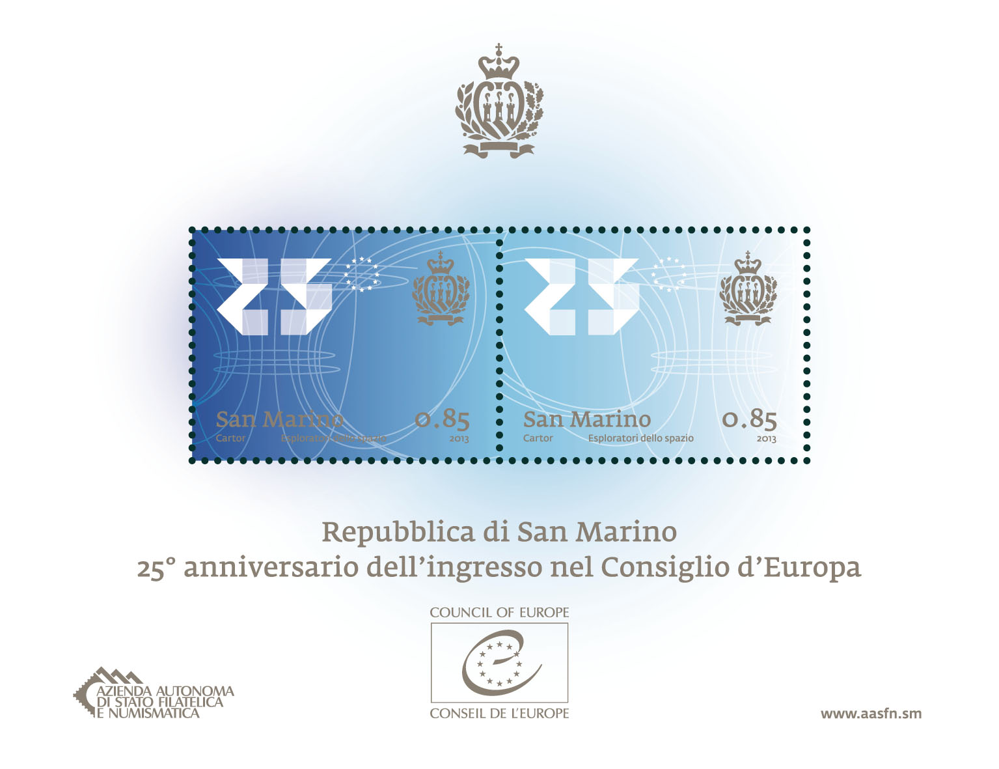 25
25
San Marino 0.85
Cartor Esploratori dello spazio 2013
San Marino 0.85
Cartor Esploratori dello spazio 2013
Repubblica di San Marino
25° anniversario dell'ingresso nel Consiglio d'Europa
COUNCIL OF EUROPE
e
CONSEIL DE L'EUROPE
AZIENDA AUTONOMA
DI STATO FILATELICA
E NUMISMATICA
www.aasfn.sm